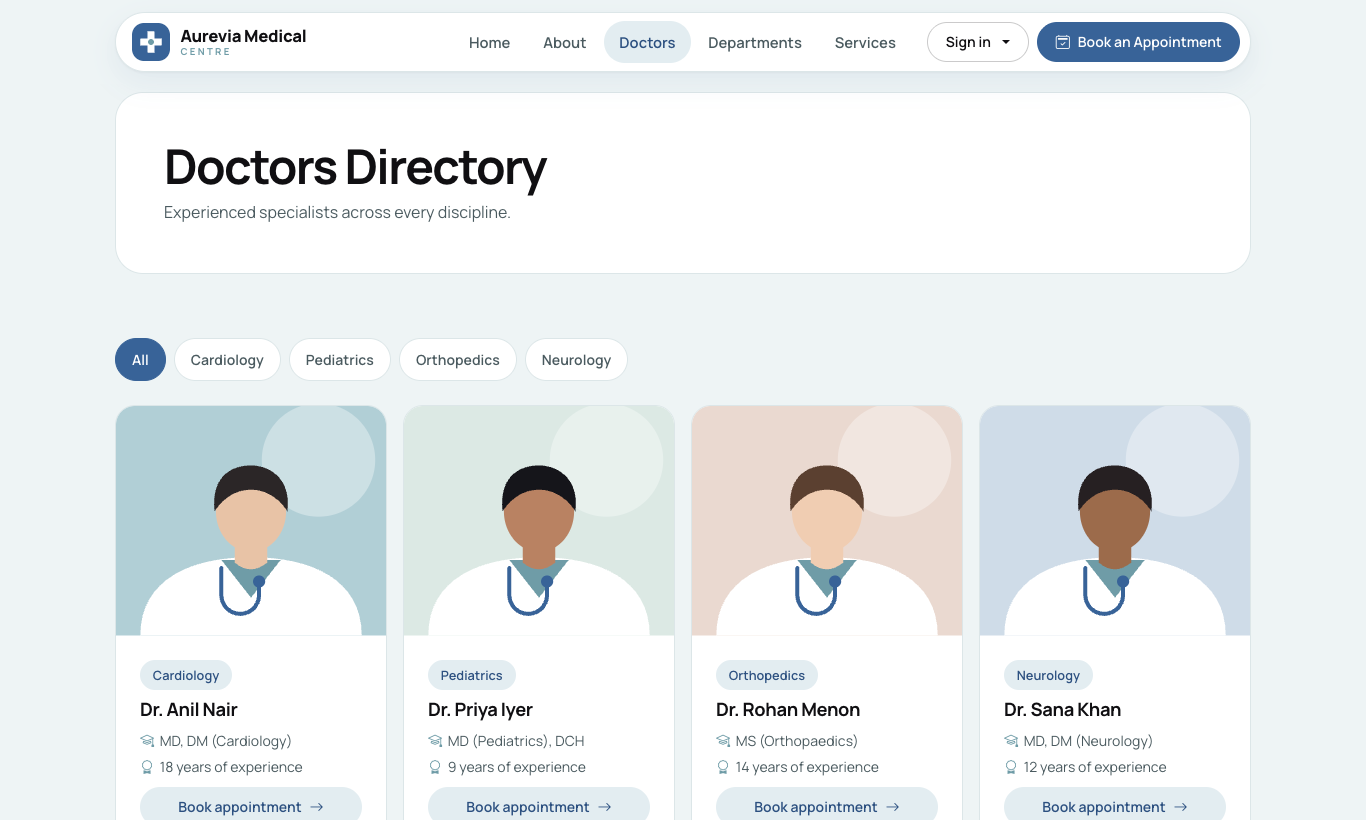 Aurevia Medical
CENTRE
Home About Doctors Departments Services Sign in Book an Appointment
Doctors Directory
Experienced specialists across every discipline.
All Cardiology Pediatrics Orthopedics Neurology
Cardiology
Dr. Anil Nair
MD, DM (Cardiology)
18 years of experience
Book appointment
Pediatrics
Dr. Priya Iyer
MD (Pediatrics), DCH
9 years of experience
Book appointment
Orthopedics
Dr. Rohan Menon
MS (Orthopaedics)
14 years of experience
Book appointment
Neurology
Dr. Sana Khan
MD, DM (Neurology)
12 years of experience
Book appointment